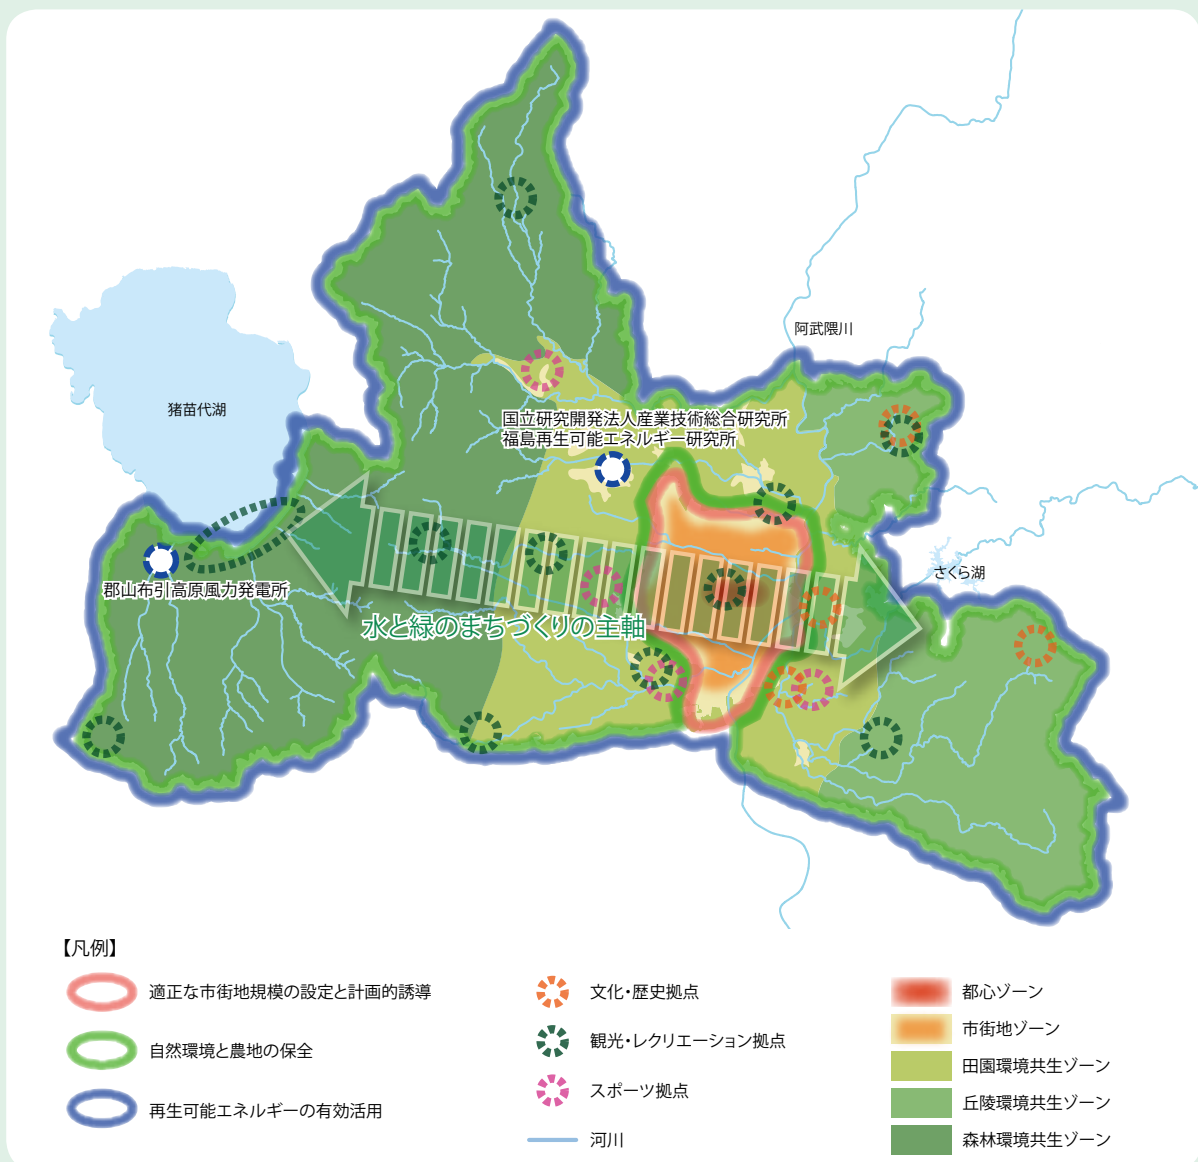 阿武隈川
猪苗代湖
国立研究開発法人産業技術総合研究所
福島再生可能エネルギー研究所
さくら湖
郡山布引高原風力発電所
水と緑のまちづくりの主軸
【凡例】
適正な市街地規模の設定と計画的誘導
自然環境と農地の保全
再生可能エネルギーの有効活用
文化・歴史拠点
観光・レクリエーション拠点
スポーツ拠点
河川
都心ゾーン
市街地ゾーン
田園環境共生ゾーン
丘陵環境共生ゾーン
森林環境共生ゾーン